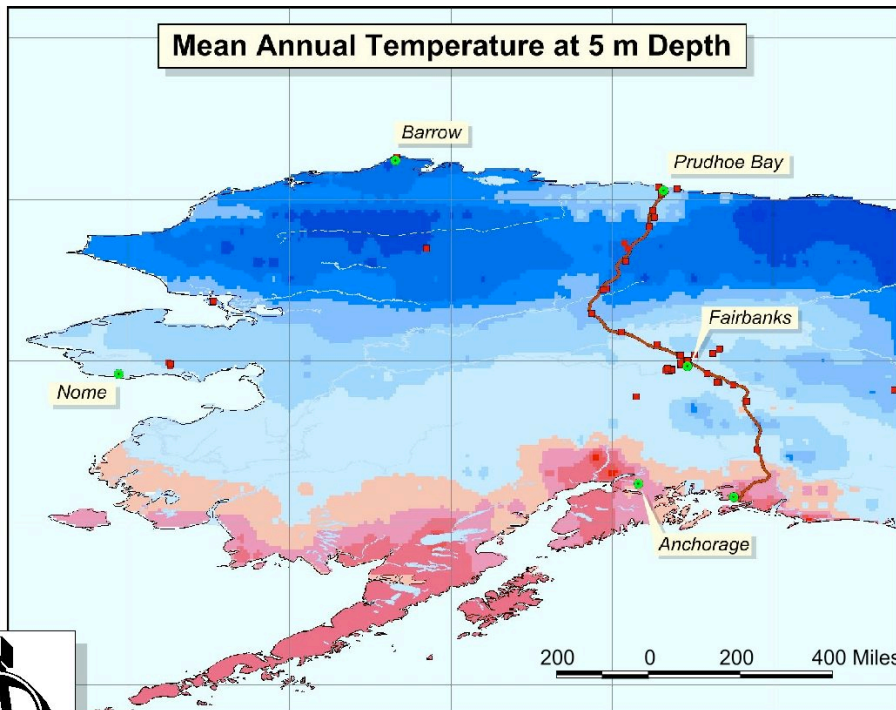 Mean Annual Temperature at 5 m Depth
Barrow
Prudhoe Bay
Fairbanks
Nome
Anchorage
200 0 200 400 Miles